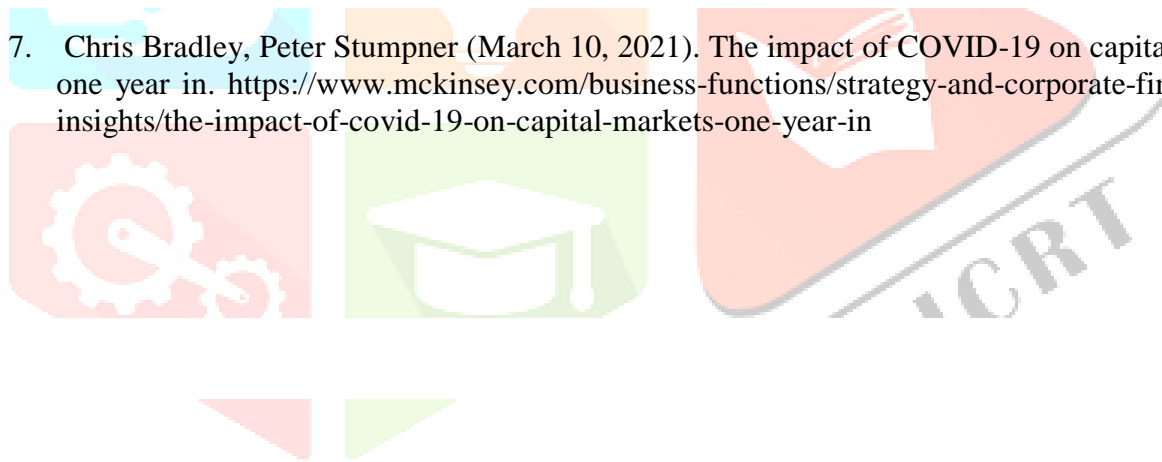 7. Chris Bradley, Peter Stumpner (March 10, 2021). The impact of COVID-19 on capita
one year in. https://www.mckinsey.com/business-functions/strategy-and-corporate-fin
insights/the-impact-of-covid-19-on-capital-markets-one-year-in
IJCRT